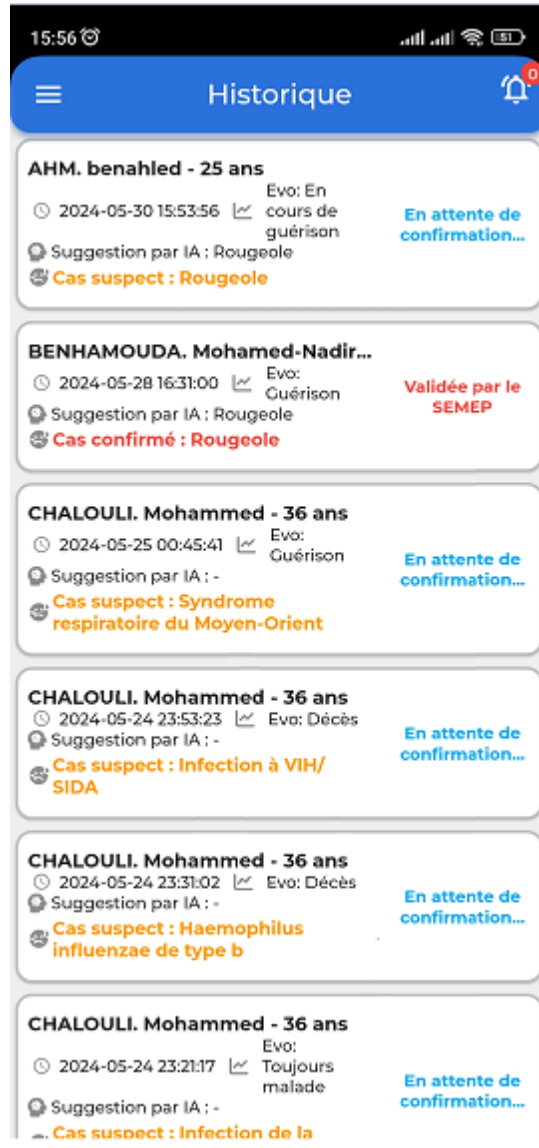 15:56
51
Historique
0
AHM. benahled - 25 ans
2024-05-30 15:53:56
Evo: En
cours de
guérison
Suggestion par IA : Rougeole
Cas suspect : Rougeole
En attente de
confirmation...
BENHAMOUDA. Mohamed-Nadir...
2024-05-28 16:31:00
Evo:
Guérison
Suggestion par IA : Rougeole
Cas confirmé : Rougeole
Validée par le
SEMEP
CHALOULI. Mohammed - 36 ans
2024-05-25 00:45:41
Evo:
Guérison
Suggestion par IA : -
Cas suspect : Syndrome
respiratoire du Moyen-Orient
En attente de
confirmation...
CHALOULI. Mohammed - 36 ans
2024-05-24 23:53:23 Evo: Décès
Suggestion par IA : -
Cas suspect : Infection à VIH/
SIDA
En attente de
confirmation...
CHALOULI. Mohammed - 36 ans
2024-05-24 23:31:02 Evo: Décès
Suggestion par IA : -
Cas suspect : Haemophilus
influenzae de type b
En attente de
confirmation...
CHALOULI. Mohammed - 36 ans
2024-05-24 23:21:17
Evo:
Toujours
malade
Suggestion par IA : -
Cas suspect : Infection de la
En attente de
confirmation...